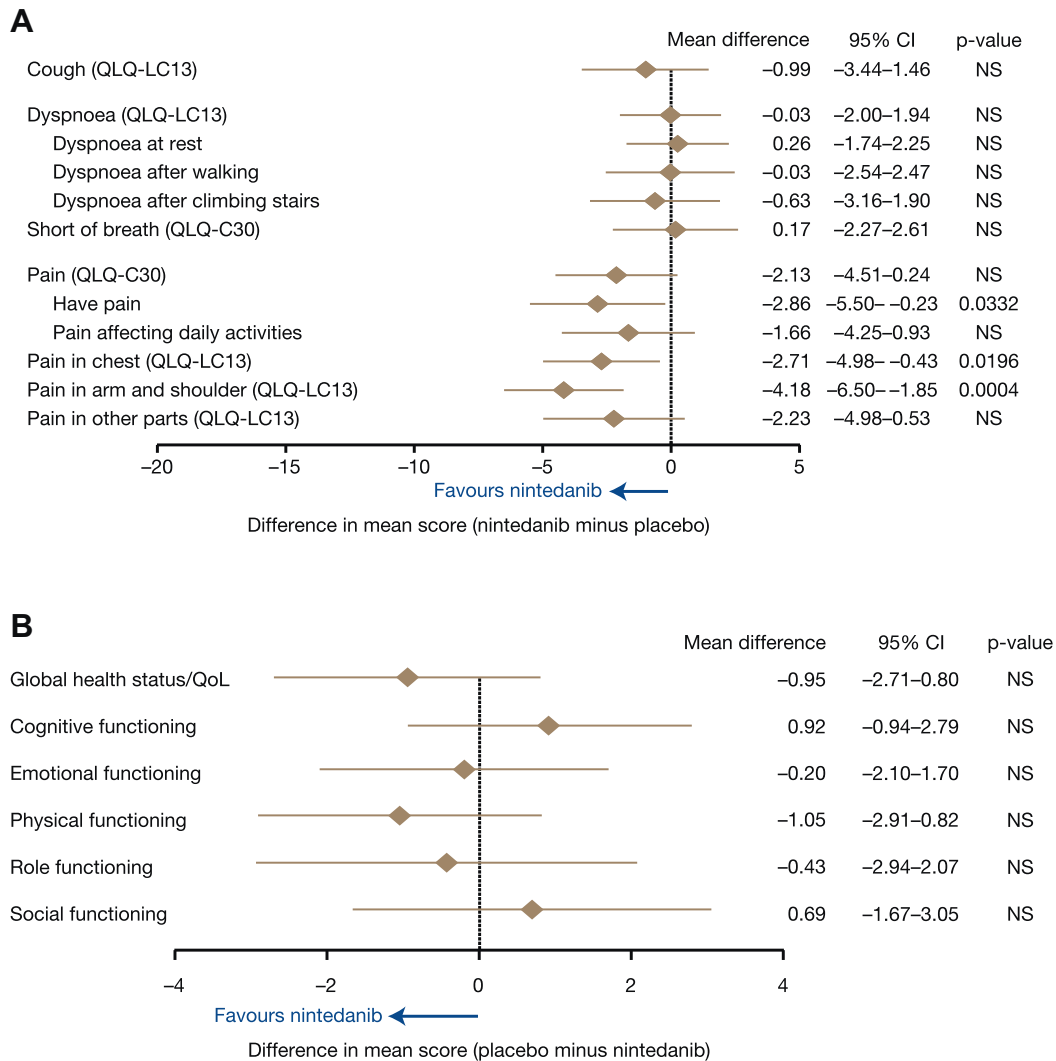 A
Mean difference 95% CI p-value
Cough (QLQ-LC13) –0.99 –3.44–1.46 NS
Dyspnoea (QLQ-LC13) –0.03 –2.00–1.94 NS
Dyspnoea at rest 0.26 –1.74–2.25 NS
Dyspnoea after walking –0.03 –2.54–2.47 NS
Dyspnoea after climbing stairs –0.63 –3.16–1.90 NS
Short of breath (QLQ-C30) 0.17 –2.27–2.61 NS
Pain (QLQ-C30) –2.13 –4.51–0.24 NS
Have pain –2.86 –5.50– –0.23 0.0332
Pain affecting daily activities –1.66 –4.25–0.93 NS
Pain in chest (QLQ-LC13) –2.71 –4.98– –0.43 0.0196
Pain in arm and shoulder (QLQ-LC13) –4.18 –6.50– –1.85 0.0004
Pain in other parts (QLQ-LC13) –2.23 –4.98–0.53 NS
–20 –15 –10 –5 0 5
Favours nintedanib
Difference in mean score (nintedanib minus placebo)
B
Mean difference 95% CI p-value
Global health status/QoL –0.95 –2.71–0.80 NS
Cognitive functioning 0.92 –0.94–2.79 NS
Emotional functioning –0.20 –2.10–1.70 NS
Physical functioning –1.05 –2.91–0.82 NS
Role functioning –0.43 –2.94–2.07 NS
Social functioning 0.69 –1.67–3.05 NS
–4 –2 0 2 4
Favours nintedanib
Difference in mean score (placebo minus nintedanib)